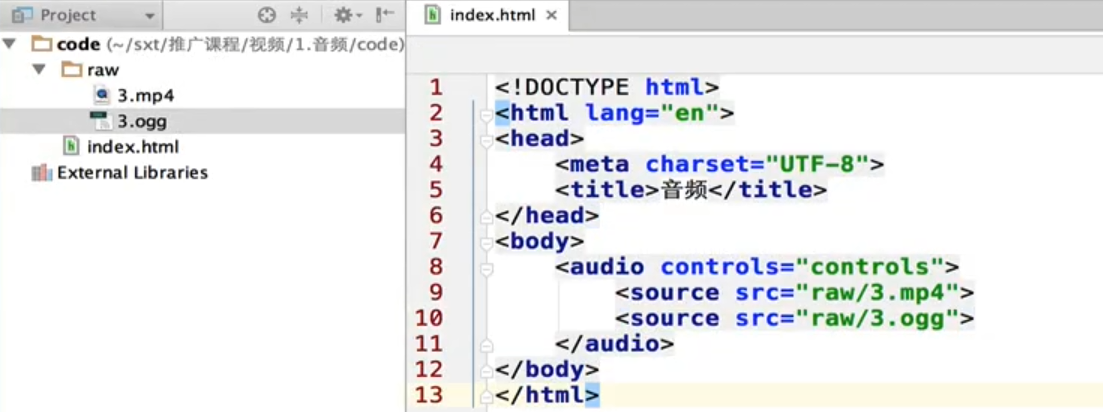 Project
code (~/sxt/推广课程/视频/1.音频/code)
raw
3.mp4
3.ogg
index.html
External Libraries
index.html
1 <!DOCTYPE html>
2 <html lang="en">
3 <head>
4 <meta charset="UTF-8">
5 <title>音频</title>
6 </head>
7 <body>
8 <audio controls="controls">
9 <source src="raw/3.mp4">
10 <source src="raw/3.ogg">
11 </audio>
12 </body>
13 </html>